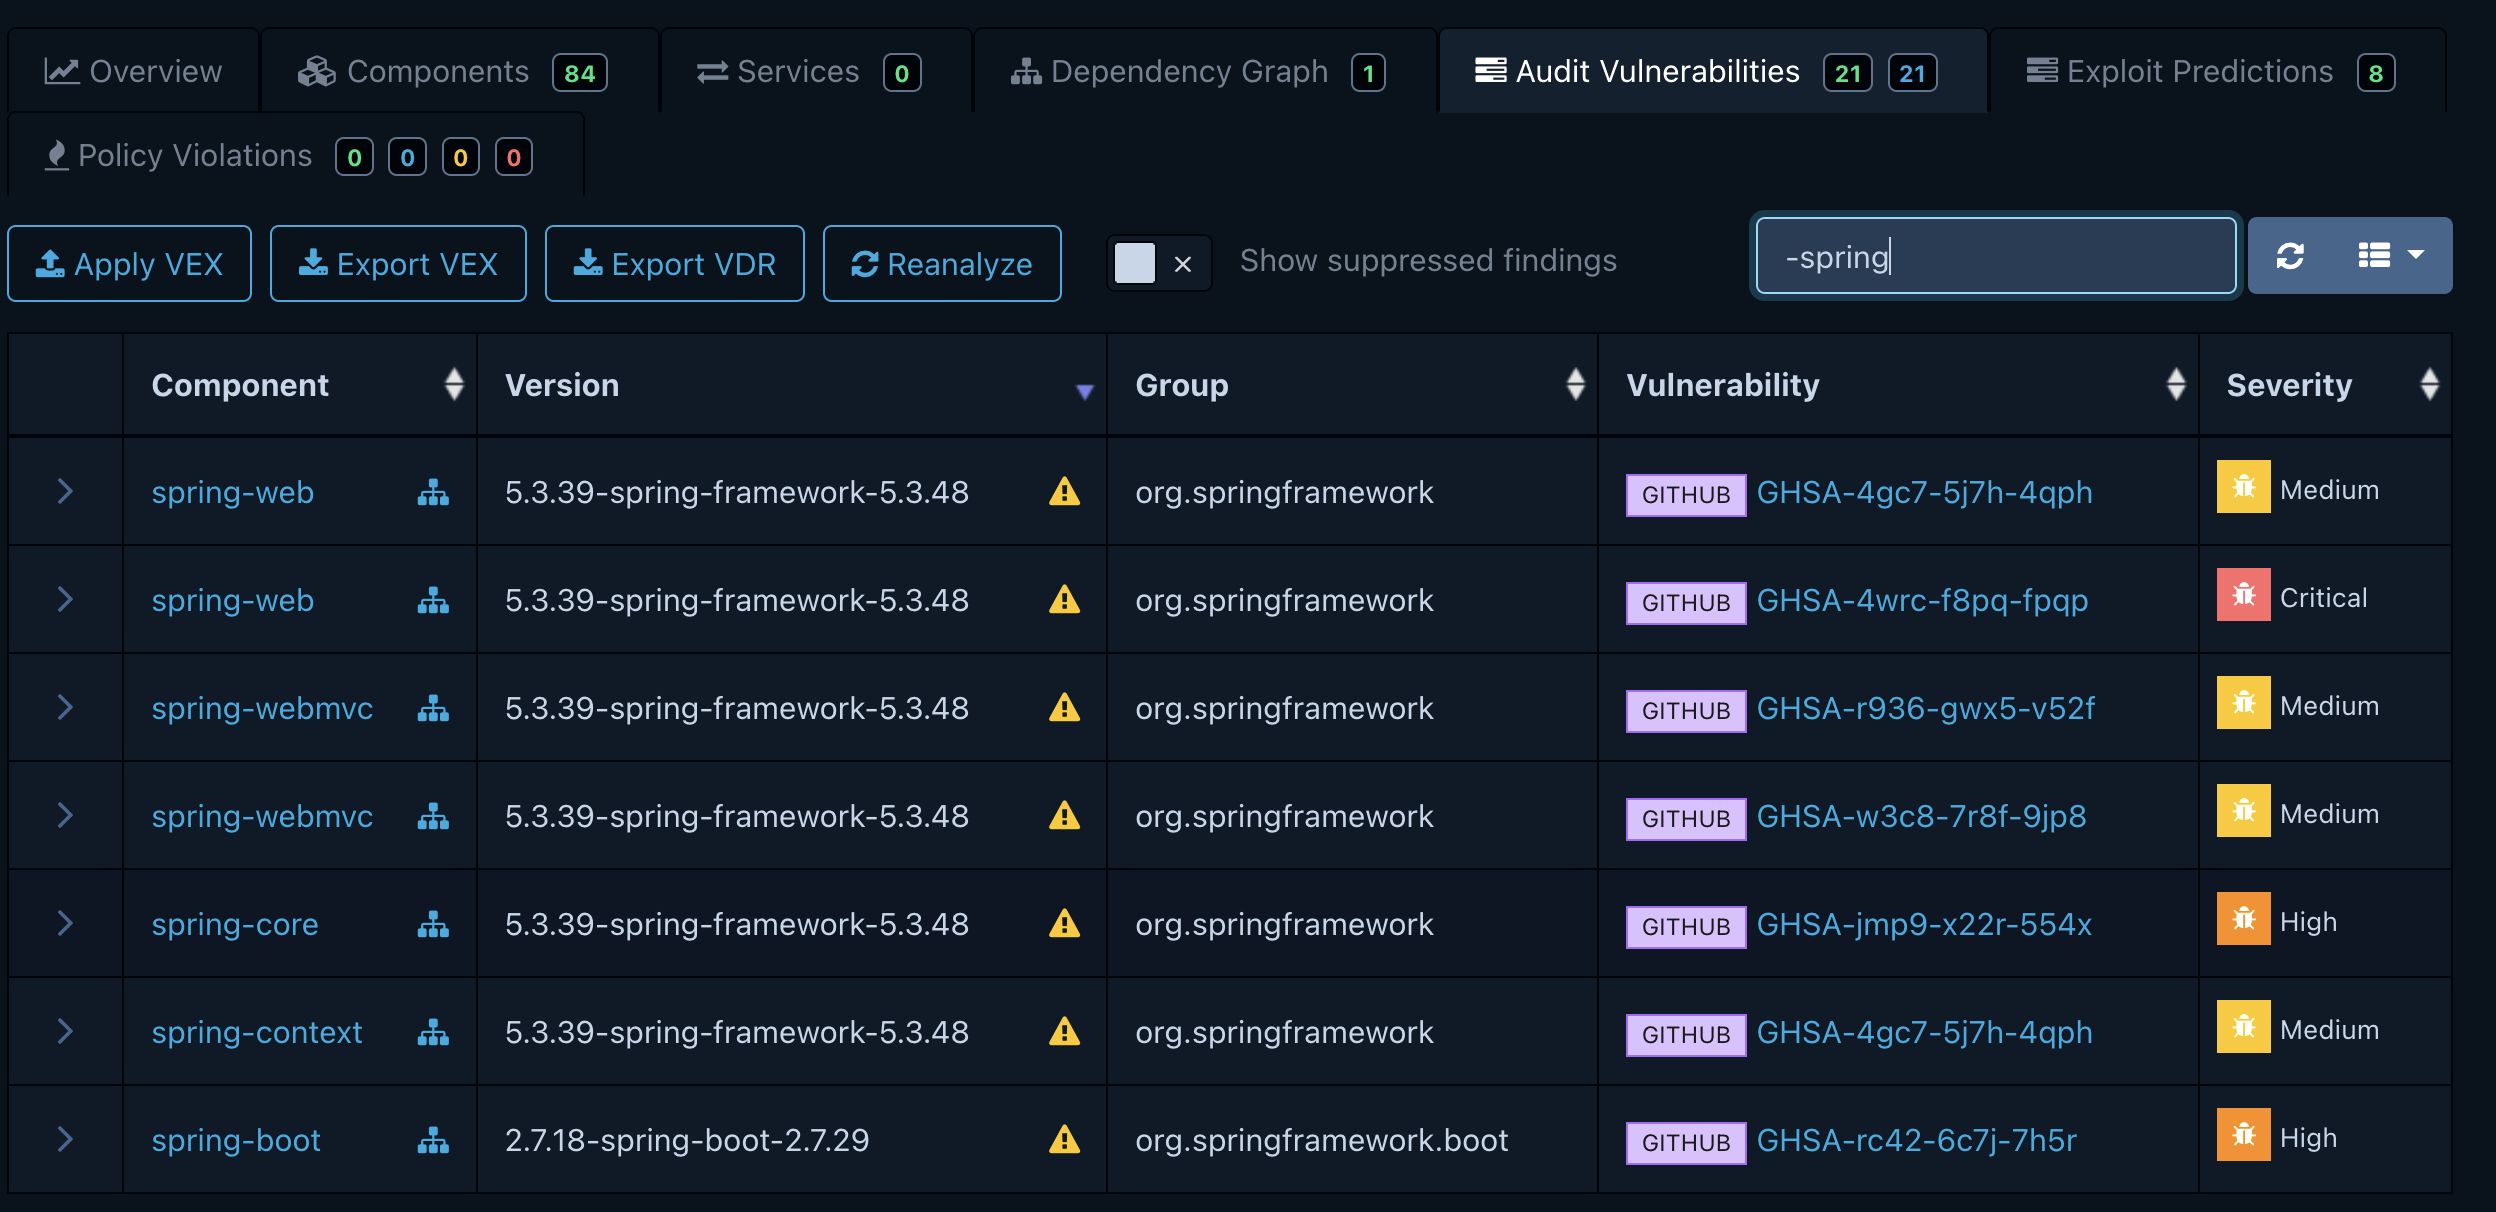 Overview Components 84 Services 0 Dependency Graph 1 Audit Vulnerabilities 21 21 Exploit Predictions 8
Policy Violations 0 0 0 0
Apply VEX Export VEX Export VDR Reanalyze Show suppressed findings -spring
Component Version Group Vulnerability Severity
spring-web 5.3.39-spring-framework-5.3.48 org.springframework GITHUB GHSA-4gc7-5j7h-4qph Medium
spring-web 5.3.39-spring-framework-5.3.48 org.springframework GITHUB GHSA-4wrc-f8pq-fpqp Critical
spring-webmvc 5.3.39-spring-framework-5.3.48 org.springframework GITHUB GHSA-r936-gwx5-v52f Medium
spring-webmvc 5.3.39-spring-framework-5.3.48 org.springframework GITHUB GHSA-w3c8-7r8f-9jp8 Medium
spring-core 5.3.39-spring-framework-5.3.48 org.springframework GITHUB GHSA-jmp9-x22r-554x High
spring-context 5.3.39-spring-framework-5.3.48 org.springframework GITHUB GHSA-4gc7-5j7h-4qph Medium
spring-boot 2.7.18-spring-boot-2.7.29 org.springframework.boot GITHUB GHSA-rc42-6c7j-7h5r High